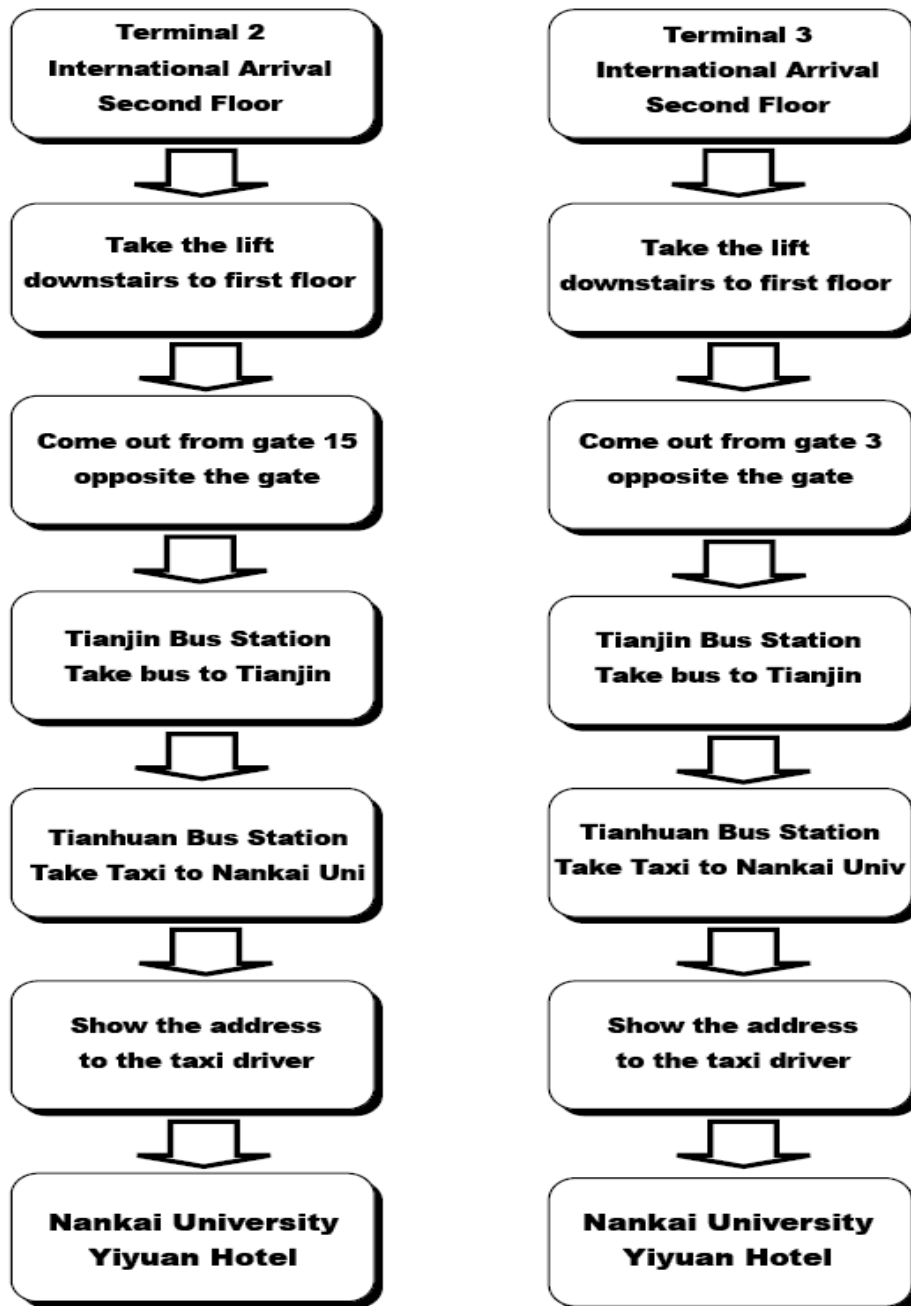 Terminal 2
International Arrival
Second Floor
Take the lift
downstairs to first floor
Come out from gate 15
opposite the gate
Tianjin Bus Station
Take bus to Tianjin
Tianhuan Bus Station
Take Taxi to Nankai Uni
Show the address
to the taxi driver
Nankai University
Yiyuan Hotel
Terminal 3
International Arrival
Second Floor
Take the lift
downstairs to first floor
Come out from gate 3
opposite the gate
Tianjin Bus Station
Take bus to Tianjin
Tianhuan Bus Station
Take Taxi to Nankai Univ
Show the address
to the taxi driver
Nankai University
Yiyuan Hotel